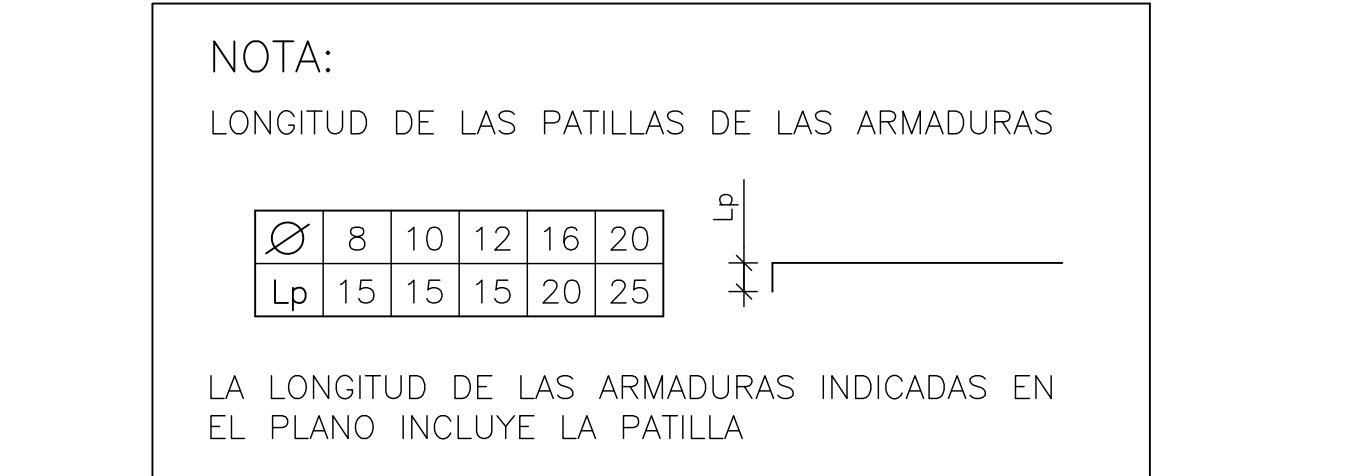 NOTA:
LONGITUD DE LAS PATILLAS DE LAS ARMADURAS
Lp
Ø 8 10 12 16 20
Lp 15 15 15 20 25
LA LONGITUD DE LAS ARMADURAS INDICADAS EN
EL PLANO INCLUYE LA PATILLA